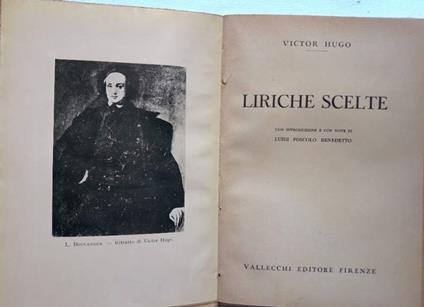 L. BOULANGER. — Ritratto di Victor Hugo.
VICTOR HUGO
LIRICHE SCELTE
CON INTRODUZIONE E CON NOTE DI
LUIGI FOSCOLO BENEDETTO
VALLECCHI EDITORE FIRENZE